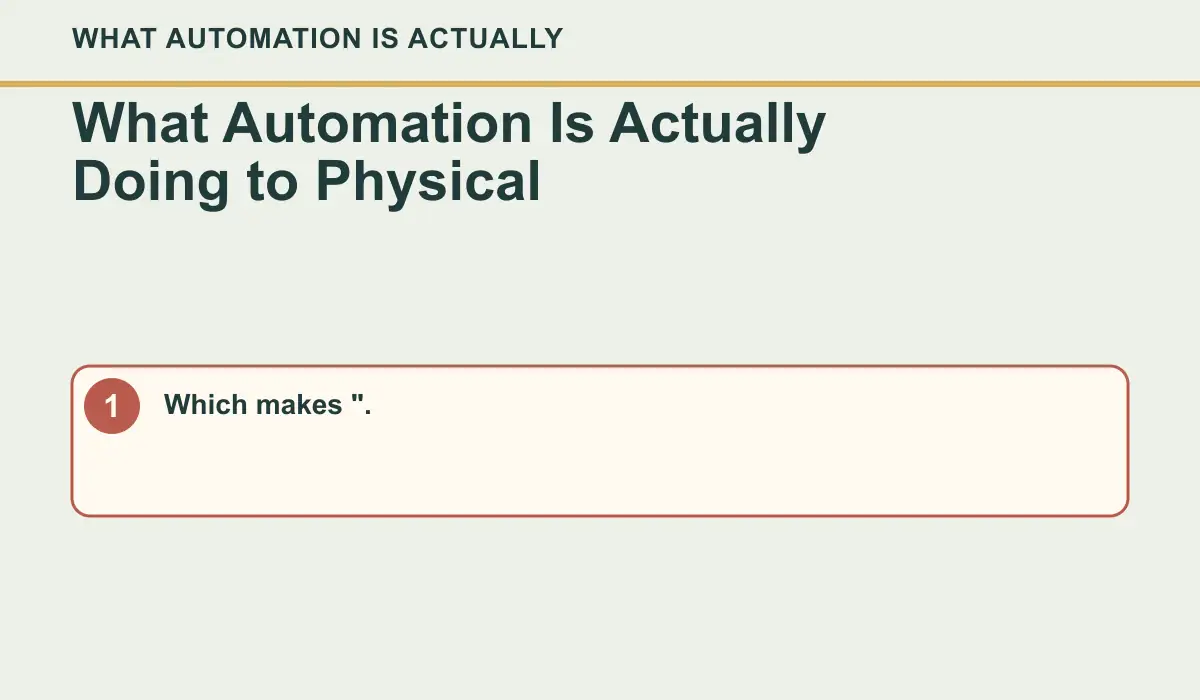 WHAT AUTOMATION IS ACTUALLY
What Automation Is Actually
Doing to Physical
1
Which makes ".